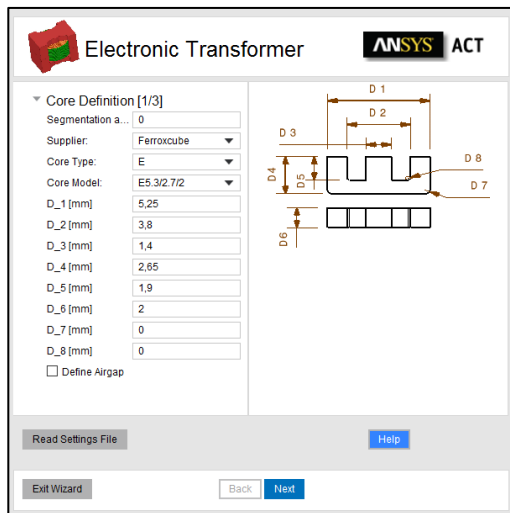 Electronic Transformer
ANSYS ACT
Core Definition [1/3]
Segmentation a... 0
Supplier: Ferroxcube
Core Type: E
Core Model: E5.3/2.7/2
D_1 [mm] 5,25
D_2 [mm] 3,8
D_3 [mm] 1,4
D_4 [mm] 2,65
D_5 [mm] 1,9
D_6 [mm] 2
D_7 [mm] 0
D_8 [mm] 0
Define Airgap
D 1
D 2
D 3
D 8
D4
D5
D 7
D6
Read Settings File
Help
Exit Wizard
Back
Next